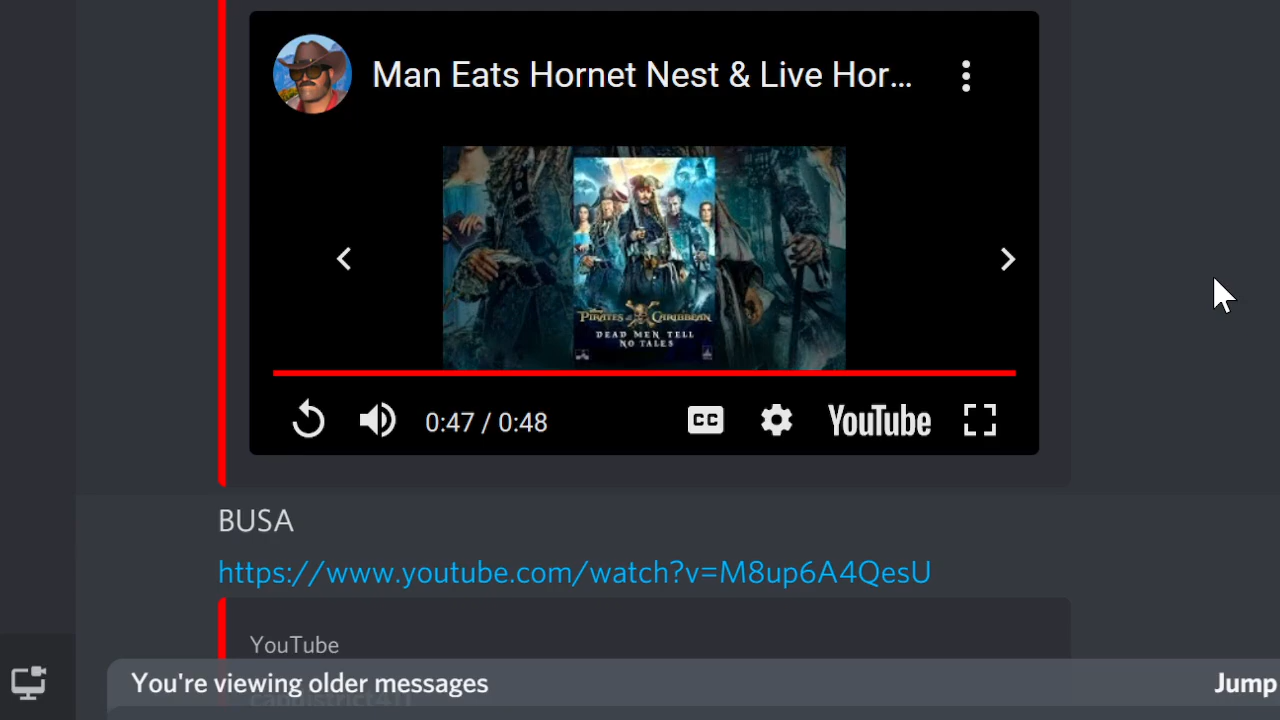 Man Eats Hornet Nest & Live Hor...
PIRATES of the CARIBBEAN
DEAD MEN TELL
NO TALES
0:47 / 0:48
CC
YouTube
BUSA
https://www.youtube.com/watch?v=M8up6A4QesU
YouTube
You're viewing older messages
Jump